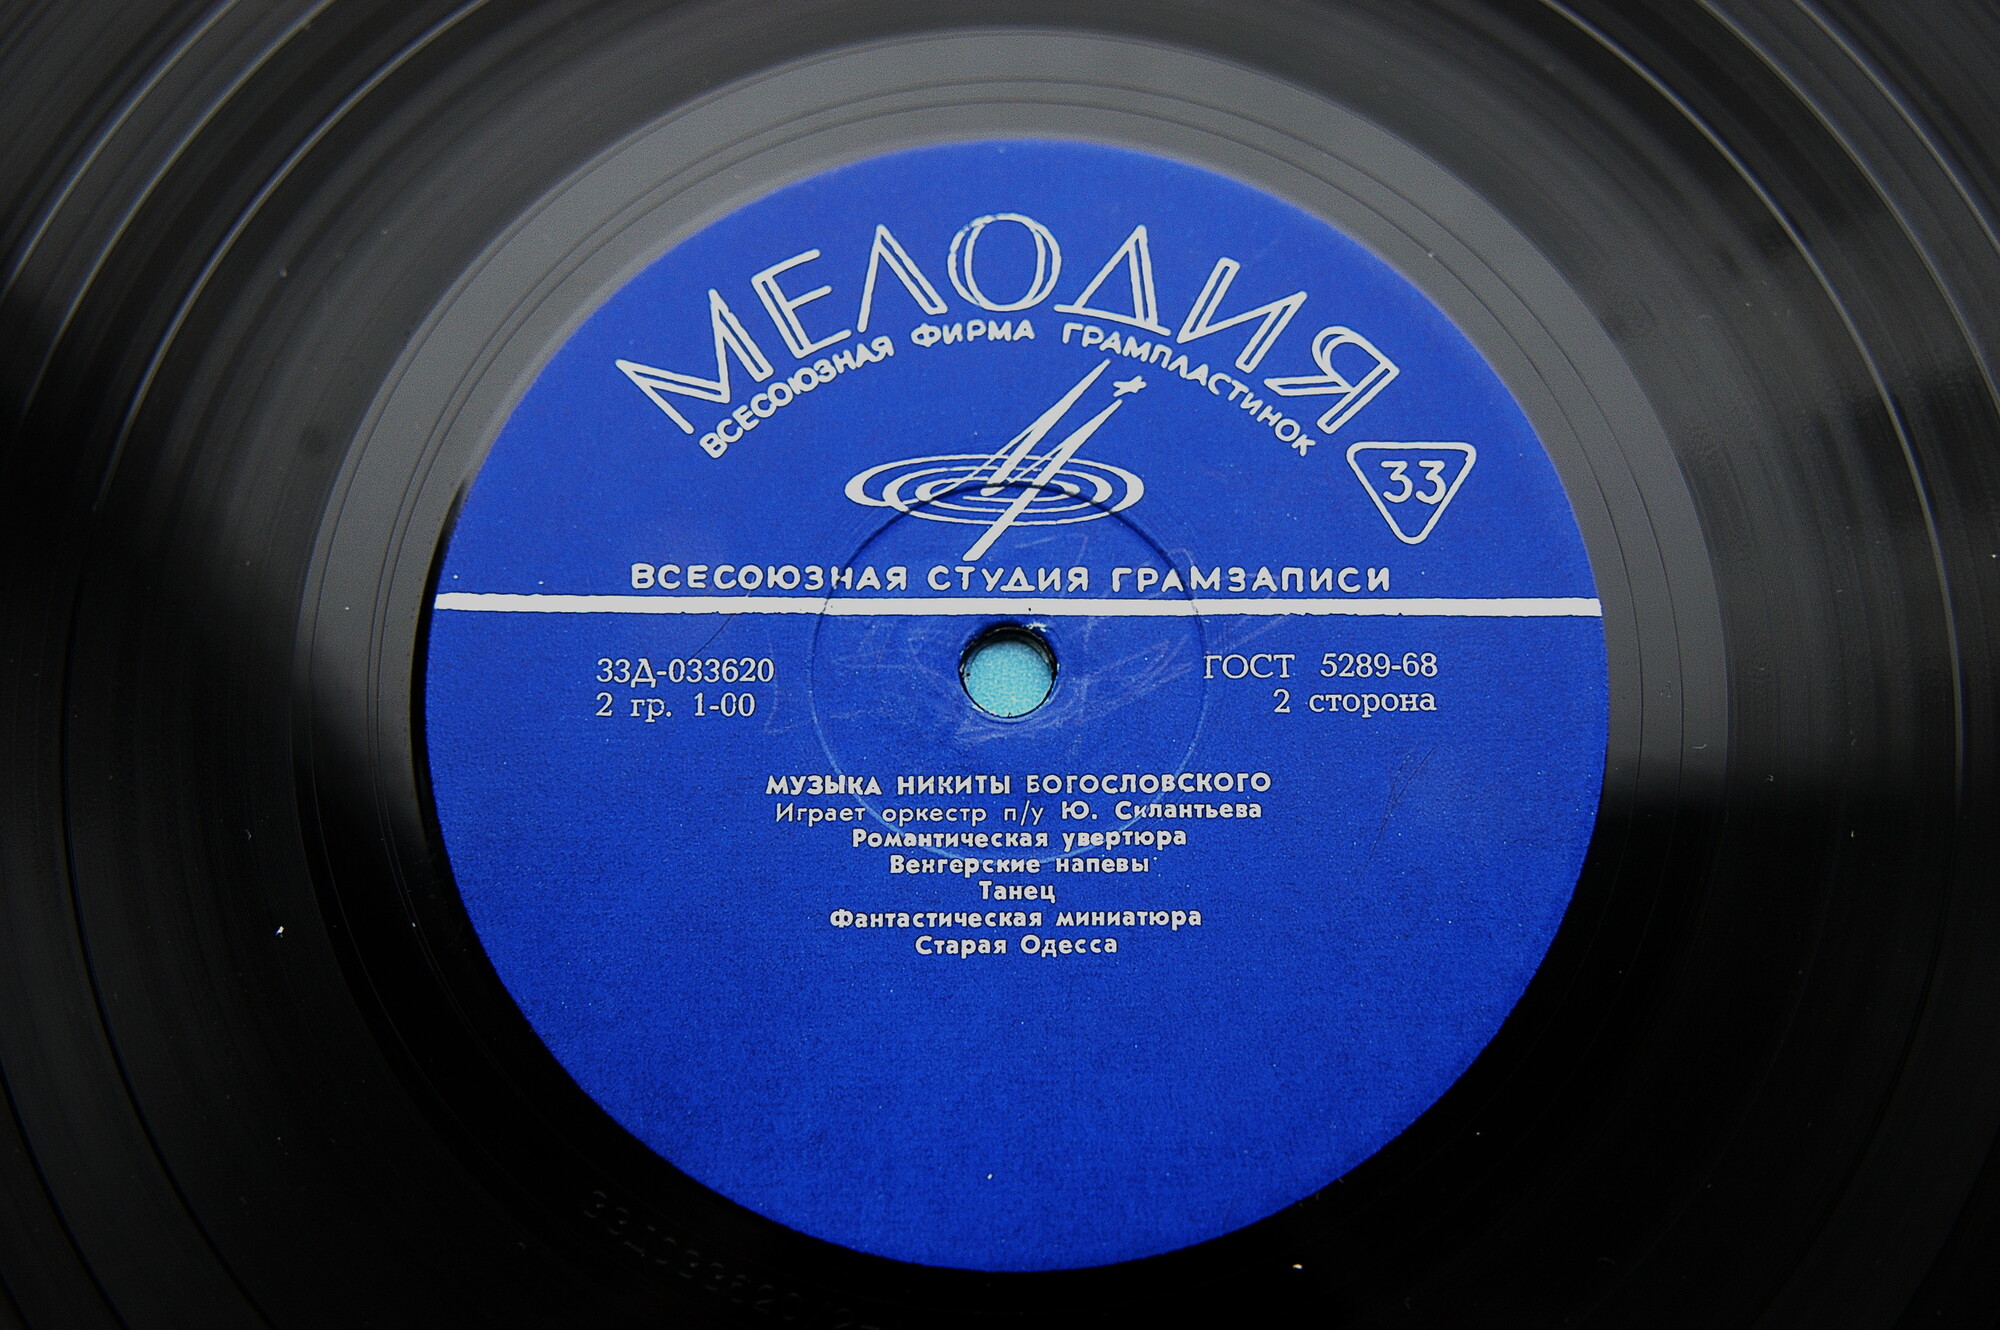 МЕЛОДИЯ
ВСЕСОЮЗНАЯ ФИРМА ГРАМПЛАСТИНОК
33
ВСЕСОЮЗНАЯ СТУДИЯ ГРАМЗАПИСИ
33Д-033620 ГОСТ 5289-68
2 гр. 1-00 2 сторона
МУЗЫКА НИКИТЫ БОГОСЛОВСКОГО
Играет оркестр п/у Ю. Силантьева
Романтическая увертюра
Венгерские напевы
Танец
Фантастическая миниатюра
Старая Одесса